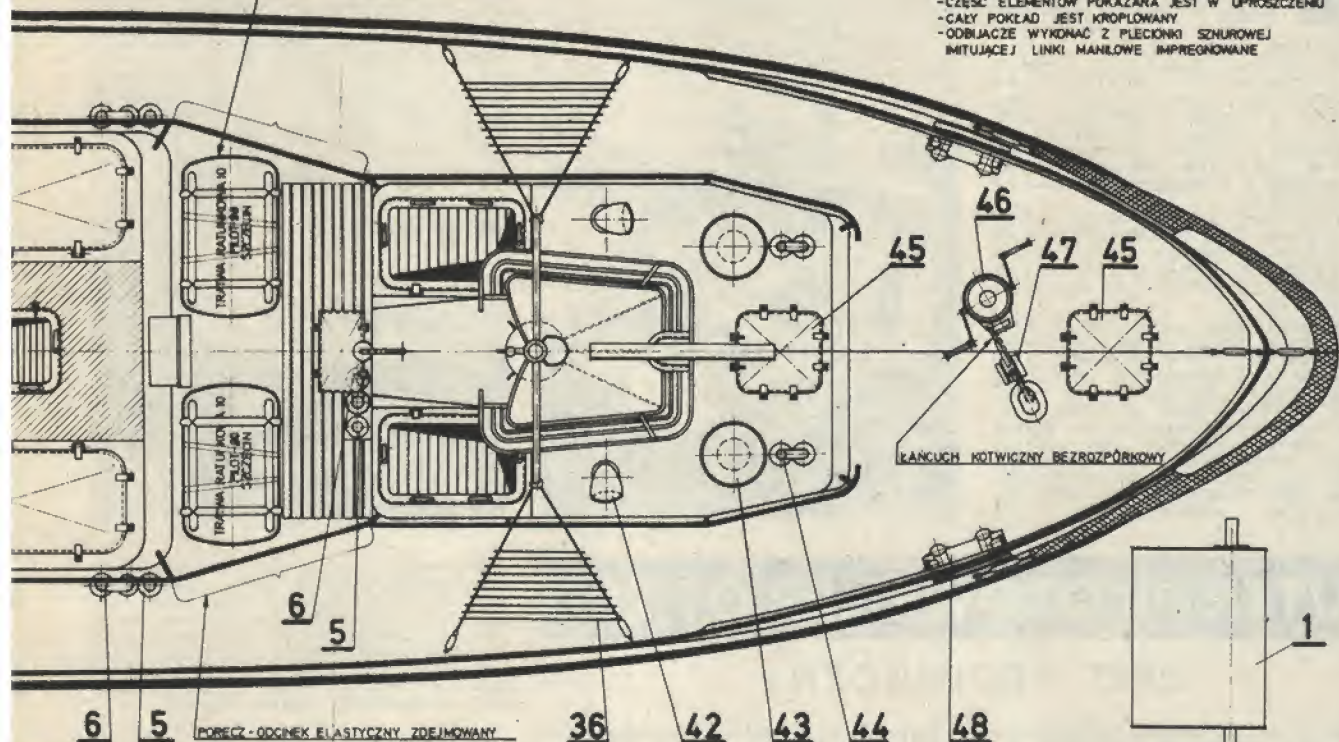 -CZĘŚĆ ELEMENTÓW POKAZANA JEST W UPROSZCZENIU
-CAŁY POKŁAD JEST KROPLOWANY
-ODBIJACZE WYKONAĆ Z PLECIONKI SZNUROWEJ
IMITUJĄCEJ LINKI MANILOWE IMPREGNOWANE
TRATWA RATUNKOWA 10
PILOT-90
SZCZECIN
46
47
45
45
TRATWA RATUNKOWA 10
PILOT-90
SZCZECIN
ŁAŃCUCH KOTWICZNY BEZROZPÓRKOWY
6
5
1
6
5
PORĘCZ-ODCINEK ELASTYCZNY ZDEJMOWANY
36
42
43
44
48